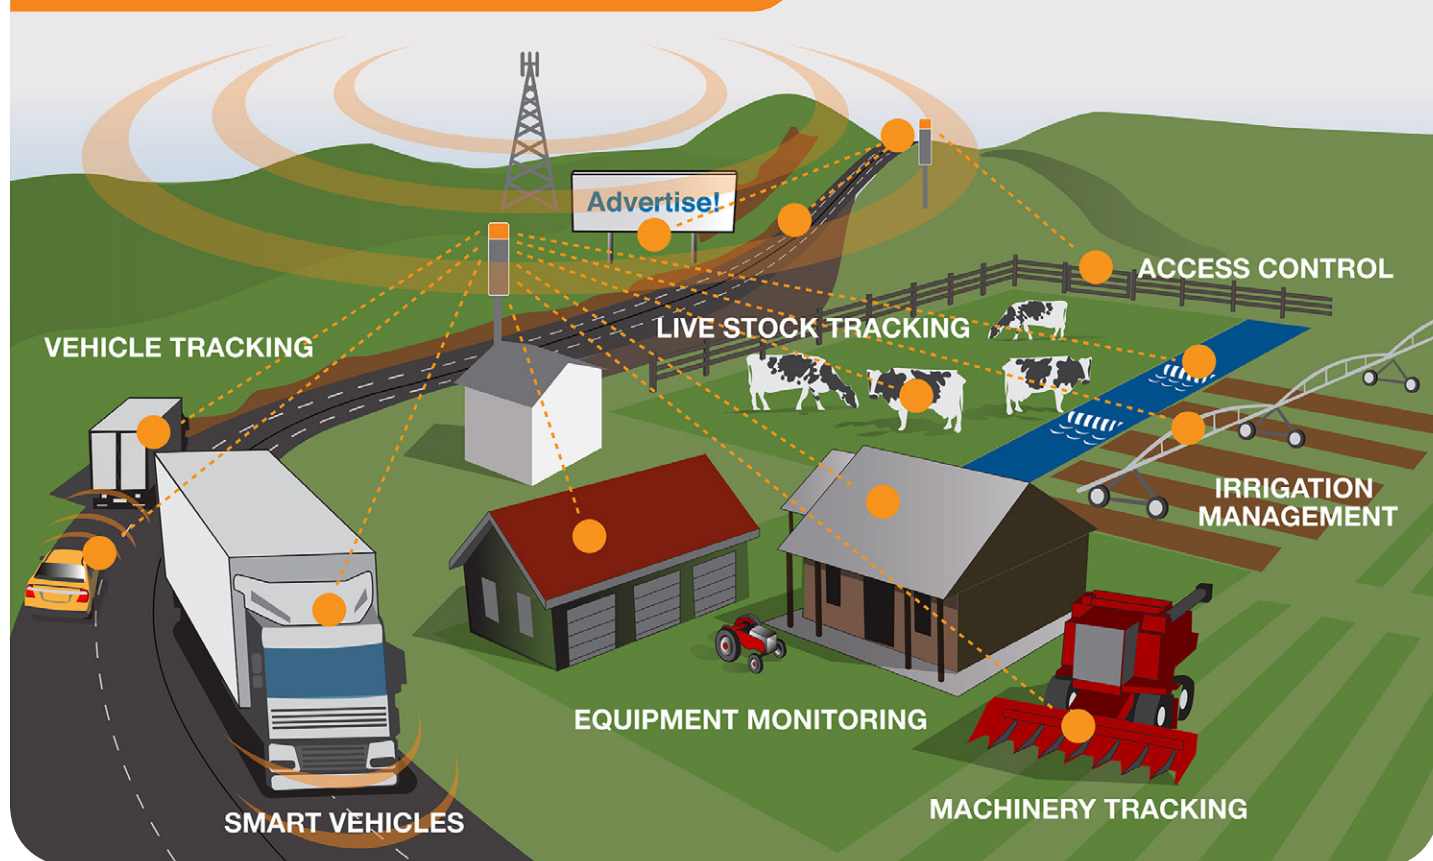 Advertise!
ACCESS CONTROL
LIVE STOCK TRACKING
VEHICLE TRACKING
IRRIGATION
MANAGEMENT
EQUIPMENT MONITORING
MACHINERY TRACKING
SMART VEHICLES